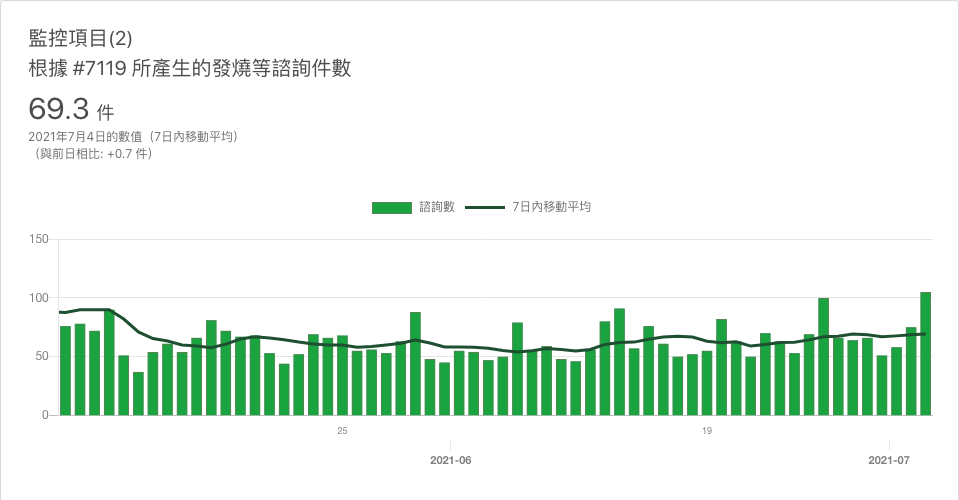 監控項目(2)
根據 #7119 所產生的發燒等諮詢件數
69.3 件
2021年7月4日的數值（7日內移動平均）
（與前日相比: +0.7 件）
諮詢數 7日內移動平均
150
100
50
0
25 19
2021-06 2021-07